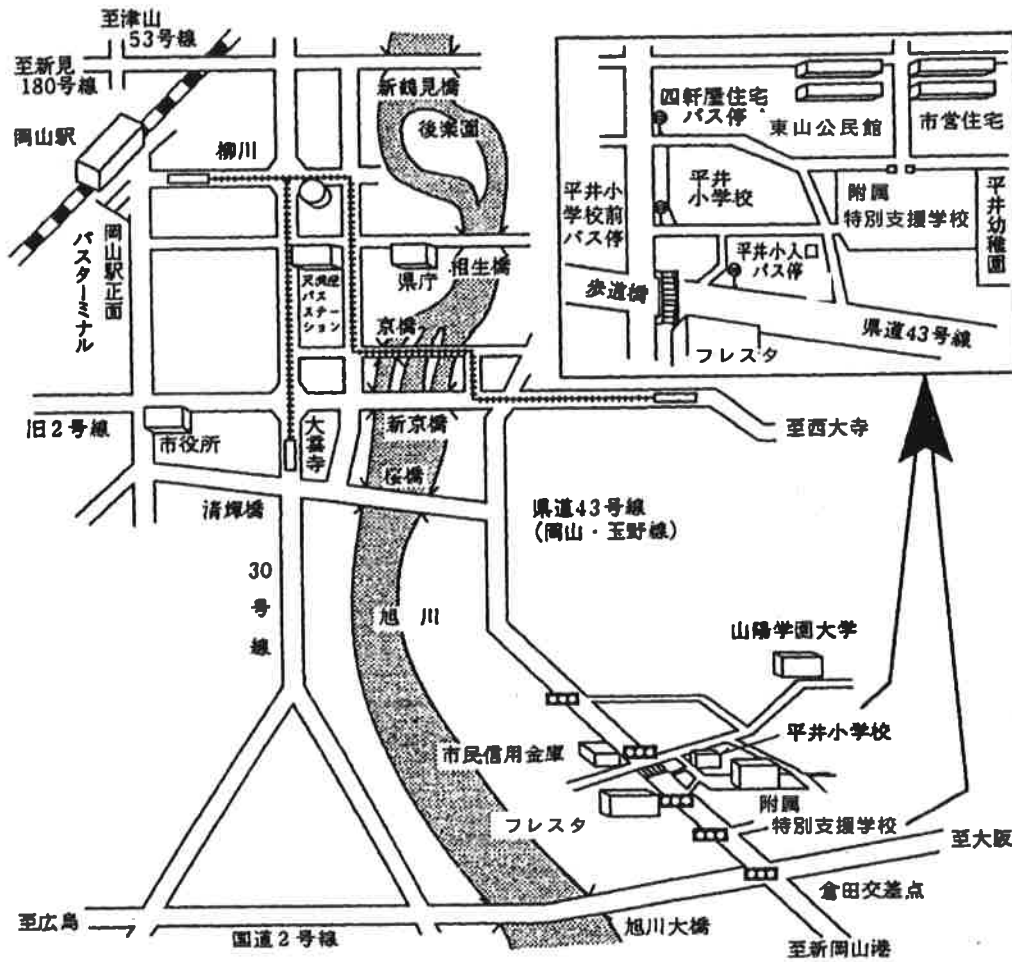 至津山
53号線
至新見
180号線
岡山駅
柳川
新鶴見橋
後楽園
岡山駅正面
バスターミナル
天満屋
バス
ステー
ション
県庁
相生橋
京橋
旧2号線
市役所
大雲寺
新京橋
桜橋
清輝橋
至西大寺
県道43号線
(岡山・玉野線)
30
号
線
旭川
山陽学園大学
平井小学校
市民信用金庫
フレスタ
附属
特別支援学校
至大阪
倉田交差点
至広島
国道2号線
旭川大橋
至新岡山港
四軒屋住宅
バス停
東山公民館
市営住宅
平井小
学校前
バス停
平井
小学校
附属
特別支援学校
平井幼稚園
平井小入口
バス停
歩道橋
県道43号線
フレスタ